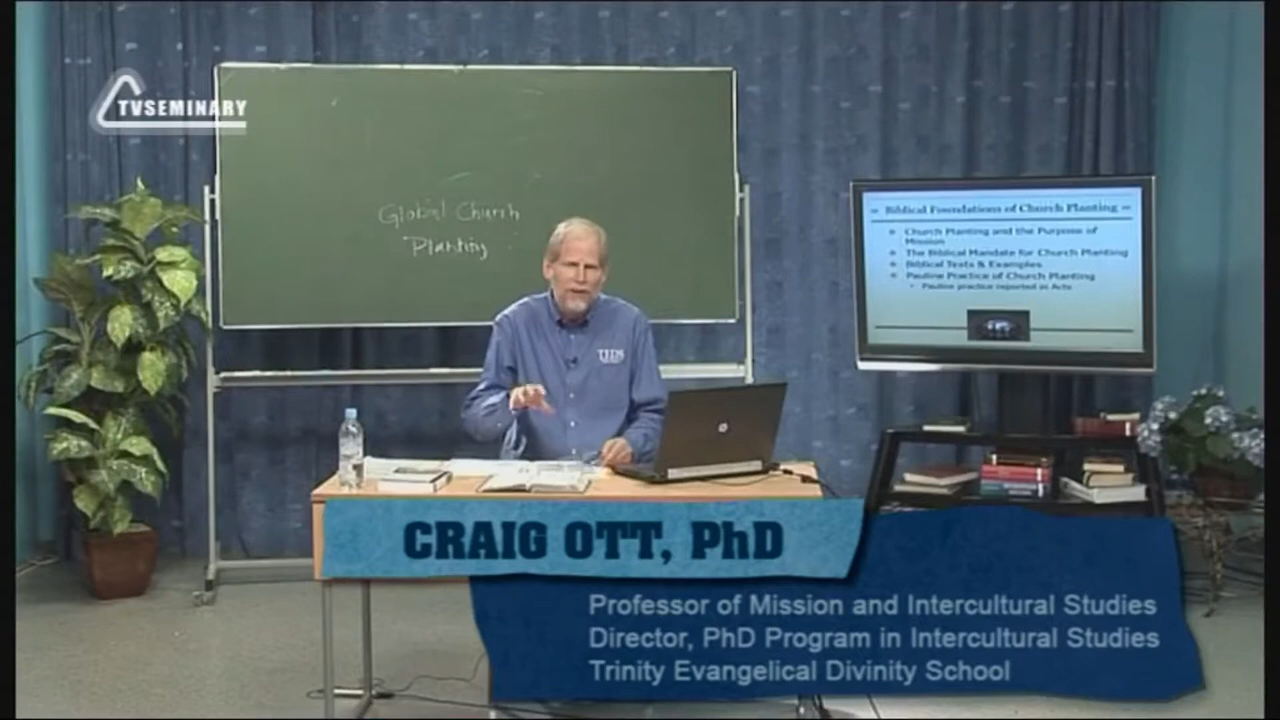 TVSEMINARY
Global Church
Planting
Biblical Foundations of Church Planting
Church Planting and the Purpose of
Mission
The Biblical Mandate for Church Planting
Biblical Texts & Examples
Pauline Practice of Church Planting
Pauline practice reported in Acts
TEDS
CRAIG OTT, PhD
Professor of Mission and Intercultural Studies
Director, PhD Program in Intercultural Studies
Trinity Evangelical Divinity School